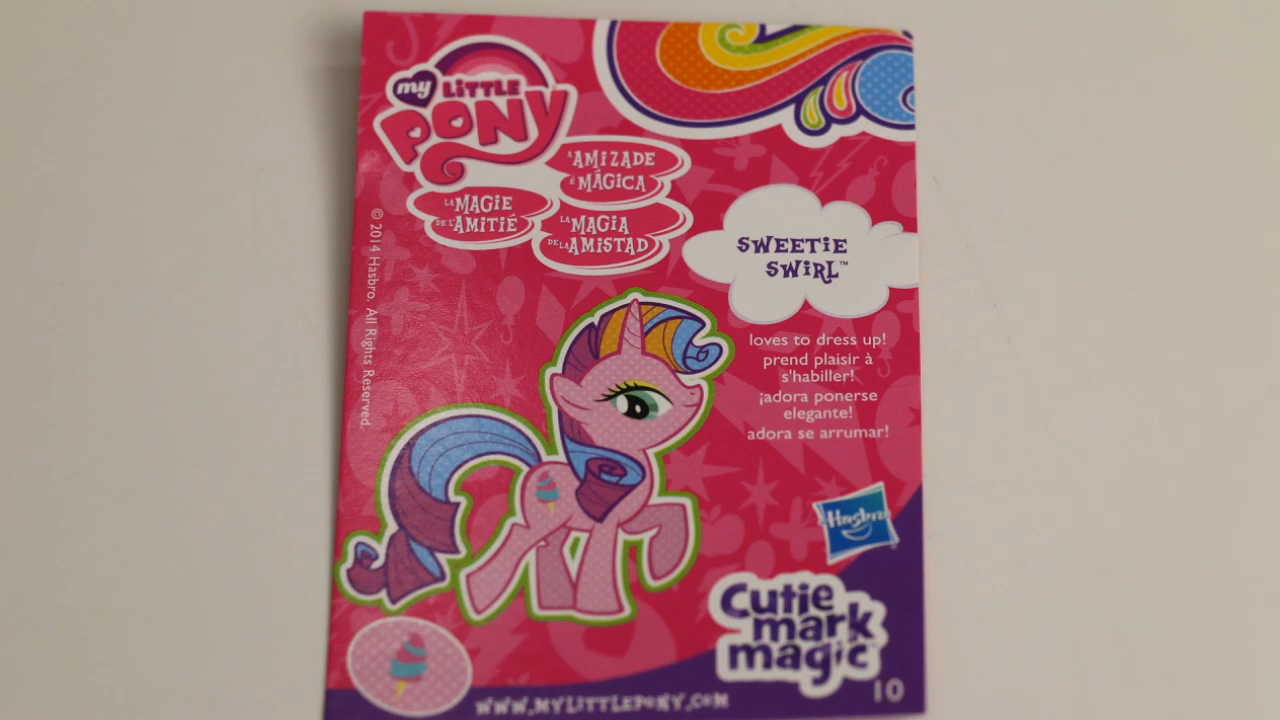 my LiTTLE
PONY
A AMIZADE
É MÁGICA
LA MAGIE
DE L'AMITIÉ
LA MAGIA
DE LA AMISTAD
© 2014 Hasbro. All Rights Reserved.
SWEETIE
SWIRL™
loves to dress up!
prend plaisir à
s'habiller!
¡adora ponerse
elegante!
adora se arrumar!
Hasbro
Cutie
mark
magic™
10
WWW.MYLITTLEPONY.COM